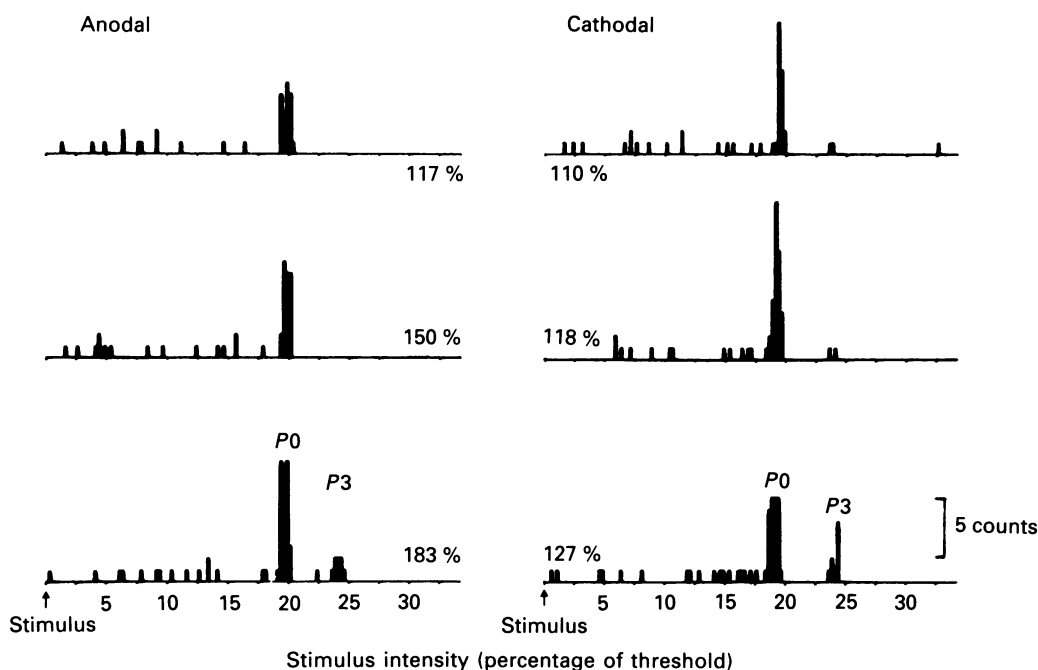 Anodal
Cathodal
117 %
110 %
150 %
118 %
P0
P3
183 %
P0
P3
127 %
5 counts
5 10 15 20 25 30
5 10 15 20 25 30
Stimulus
Stimulus
Stimulus intensity (percentage of threshold)